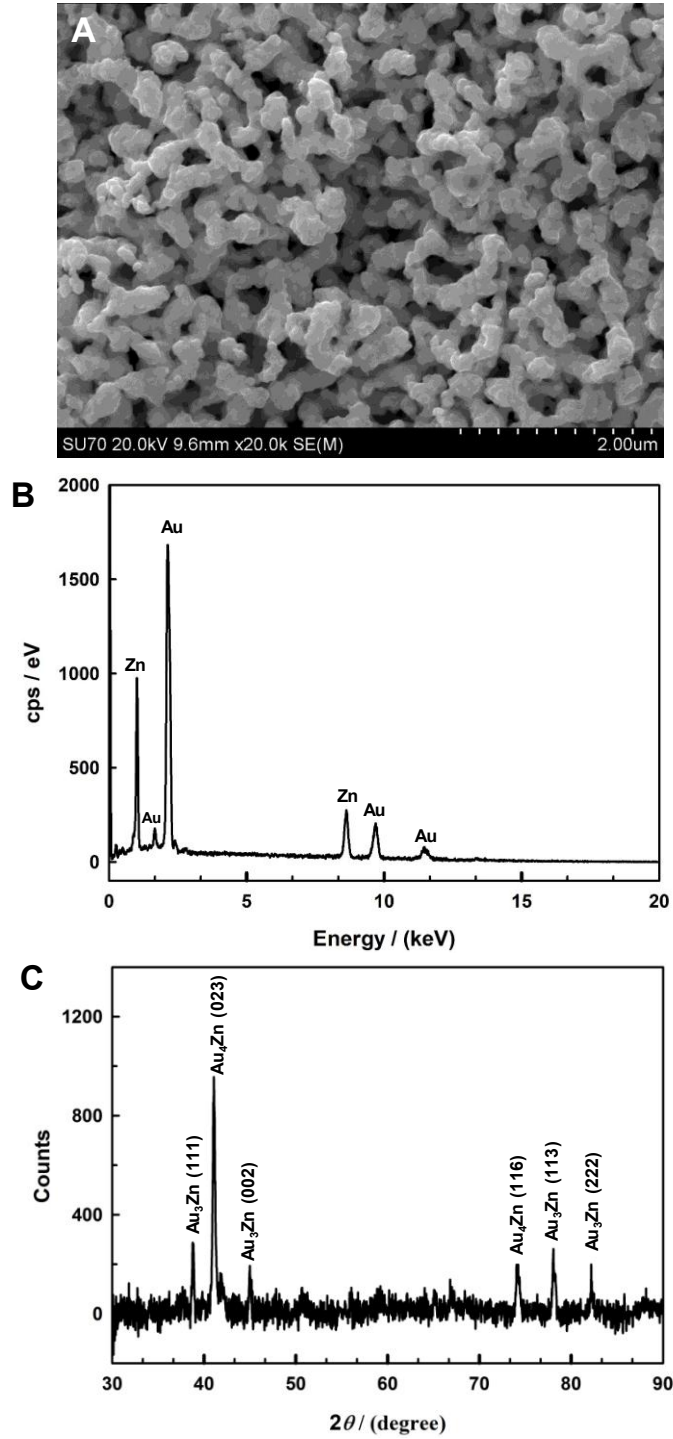 A
SU70 20.0kV 9.6mm x20.0k SE(M) 2.00um
B
2000
1500
1000
500
0
cps / eV
Zn
Au
Au
Zn
Au
Au
0 5 10 15 20
Energy / (keV)
C
1200
800
400
0
Counts
Au₃Zn (111)
Au₄Zn (023)
Au₃Zn (002)
Au₄Zn (116)
Au₃Zn (113)
Au₃Zn (222)
30 40 50 60 70 80 90
2θ / (degree)